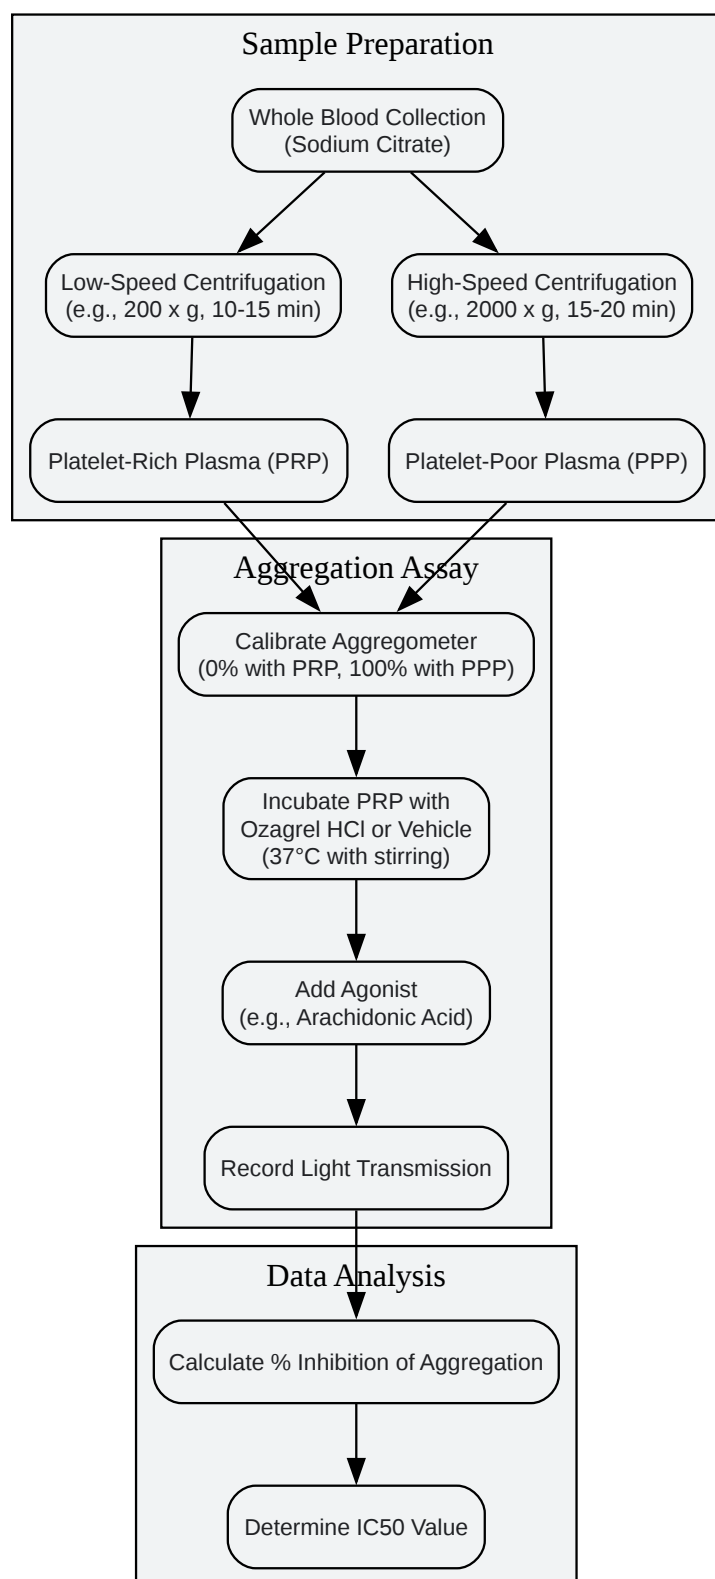 Sample Preparation
Whole Blood Collection
(Sodium Citrate)
Low-Speed Centrifugation
(e.g., 200 x g, 10-15 min)
High-Speed Centrifugation
(e.g., 2000 x g, 15-20 min)
Platelet-Rich Plasma (PRP)
Platelet-Poor Plasma (PPP)
Aggregation Assay
Calibrate Aggregometer
(0% with PRP, 100% with PPP)
Incubate PRP with
Ozagrel HCl or Vehicle
(37°C with stirring)
Add Agonist
(e.g., Arachidonic Acid)
Record Light Transmission
Data Analysis
Calculate % Inhibition of Aggregation
Determine IC50 Value